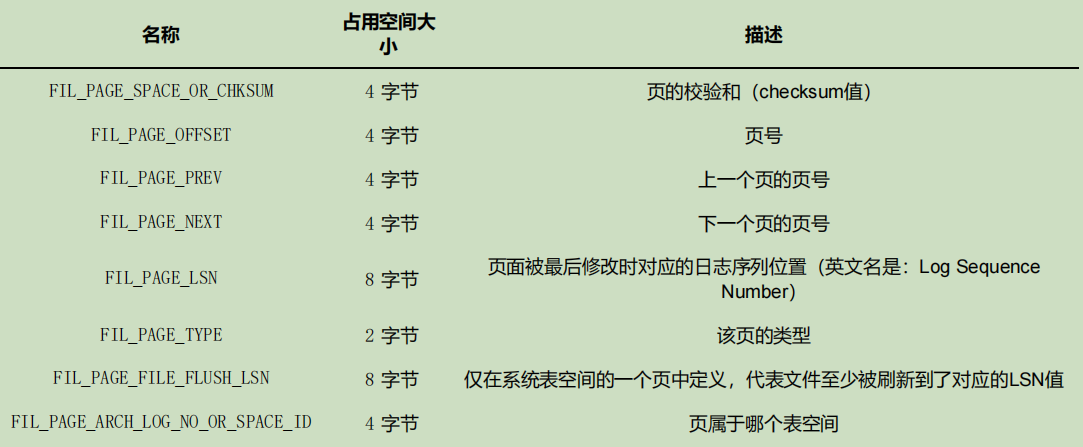 名称 占用空间大小 描述
FIL_PAGE_SPACE_OR_CHKSUM 4 字节 页的校验和（checksum值）
FIL_PAGE_OFFSET 4 字节 页号
FIL_PAGE_PREV 4 字节 上一个页的页号
FIL_PAGE_NEXT 4 字节 下一个页的页号
FIL_PAGE_LSN 8 字节 页面被最后修改时对应的日志序列位置（英文名是：Log Sequence Number）
FIL_PAGE_TYPE 2 字节 该页的类型
FIL_PAGE_FILE_FLUSH_LSN 8 字节 仅在系统表空间的一个页中定义，代表文件至少被刷新到了对应的LSN值
FIL_PAGE_ARCH_LOG_NO_OR_SPACE_ID 4 字节 页属于哪个表空间